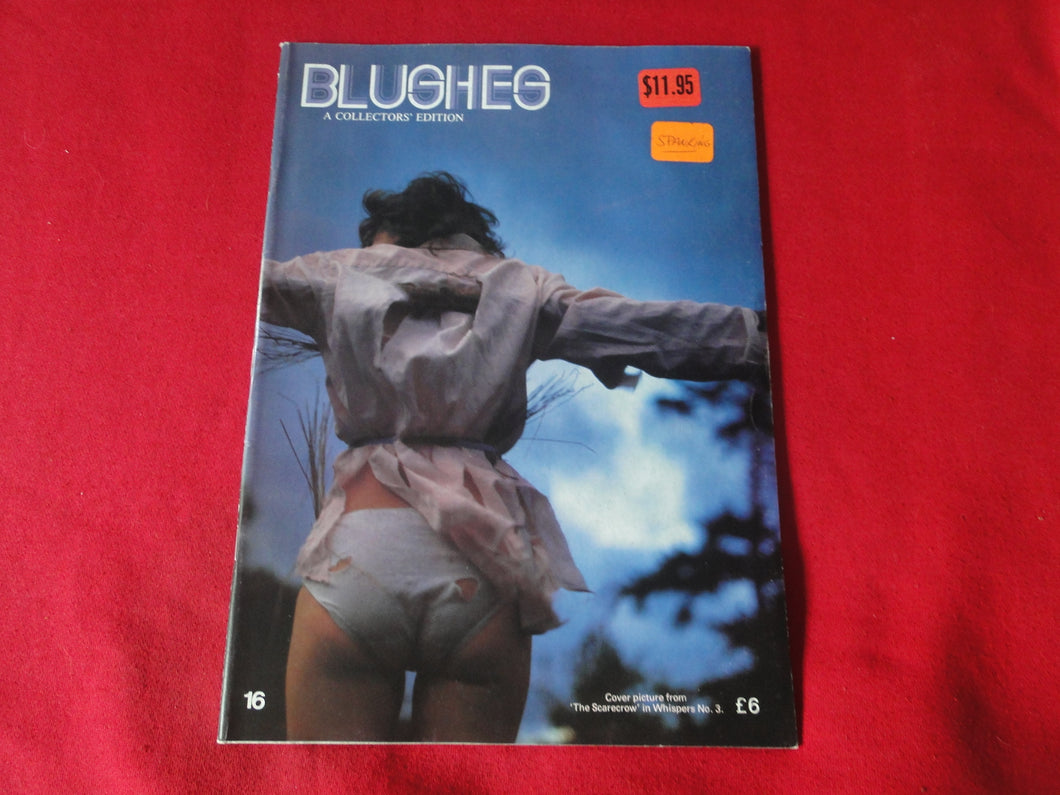 BLUSHES
A COLLECTORS' EDITION
$11.95
SPANKING
16
Cover picture from
'The Scarecrow' in Whispers No. 3.
£6